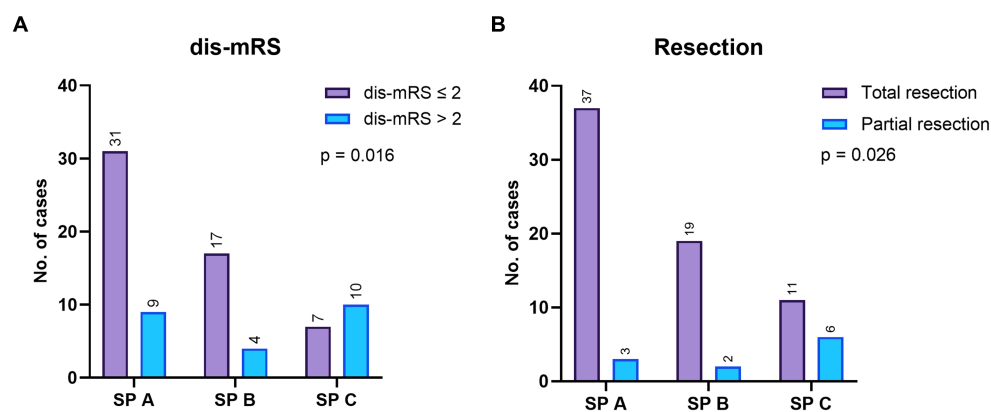 A
dis-mRS
No. of cases
40
30
20
10
0
31
9
17
4
7
10
SP A
SP B
SP C
dis-mRS ≤ 2
dis-mRS > 2
p = 0.016
B
Resection
No. of cases
40
30
20
10
0
37
3
19
2
11
6
SP A
SP B
SP C
Total resection
Partial resection
p = 0.026